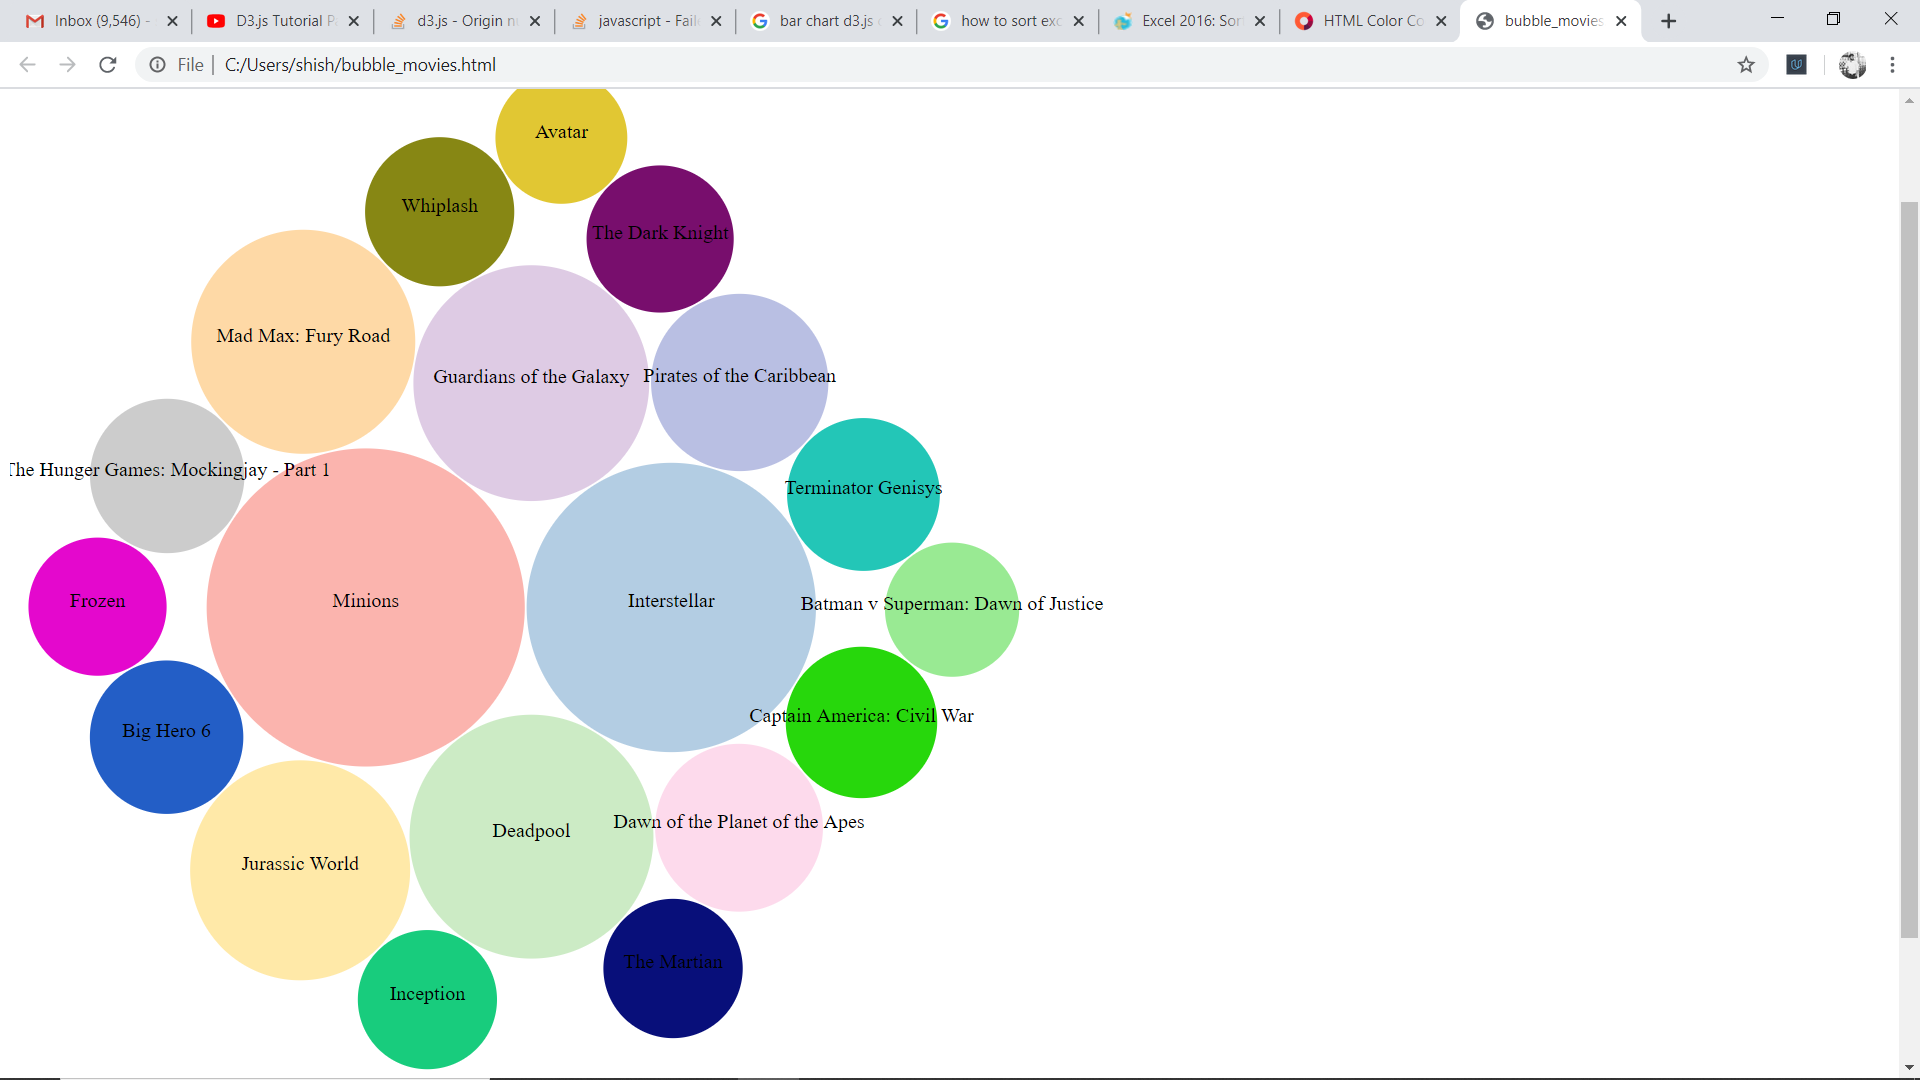 Inbox (9,546) -
D3.js Tutorial P
d3.js - Origin n
javascript - Fail
bar chart d3.js
how to sort exc
Excel 2016: Sor
HTML Color Co
bubble_movies
File
C:/Users/shish/bubble_movies.html
Avatar
Whiplash
The Dark Knight
Mad Max: Fury Road
Guardians of the Galaxy
Pirates of the Caribbean
The Hunger Games: Mockingjay - Part 1
Terminator Genisys
Frozen
Minions
Interstellar
Batman v Superman: Dawn of Justice
Captain America: Civil War
Big Hero 6
Dawn of the Planet of the Apes
Deadpool
Jurassic World
The Martian
Inception